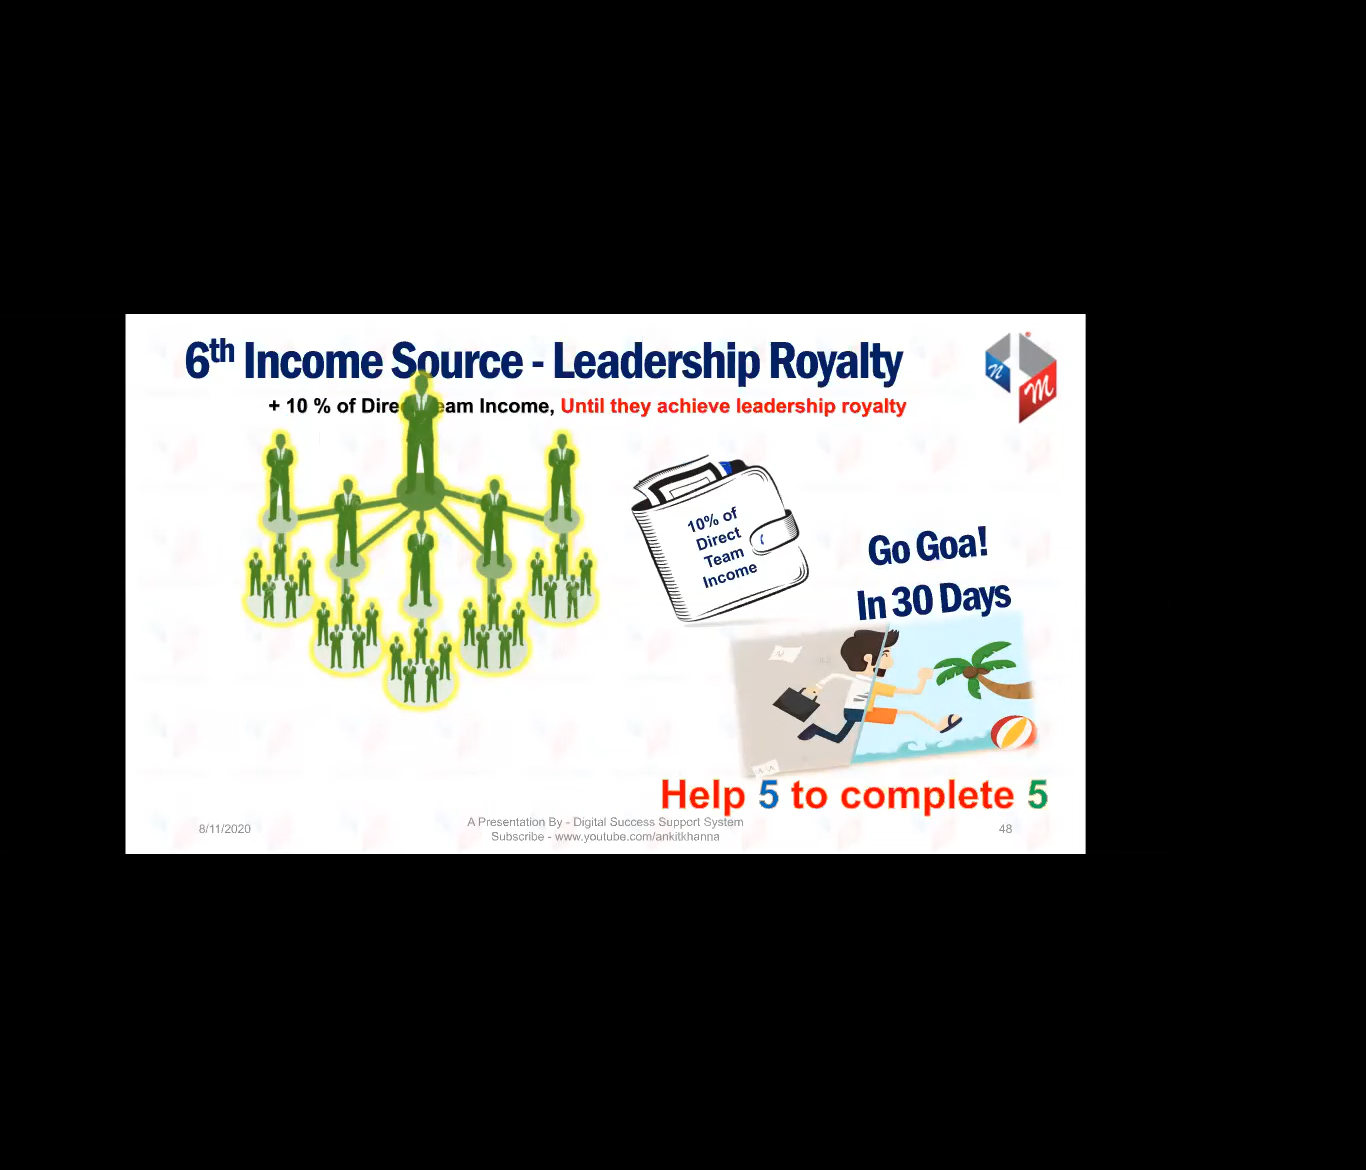 6th Income Source - Leadership Royalty
+ 10 % of Direct Team Income, Until they achieve leadership royalty
n
m
10% of
Direct
Team
Income
Go Goa!
In 30 Days
Help 5 to complete 5
8/11/2020
A Presentation By - Digital Success Support System
Subscribe - www.youtube.com/ankitkhanna
48